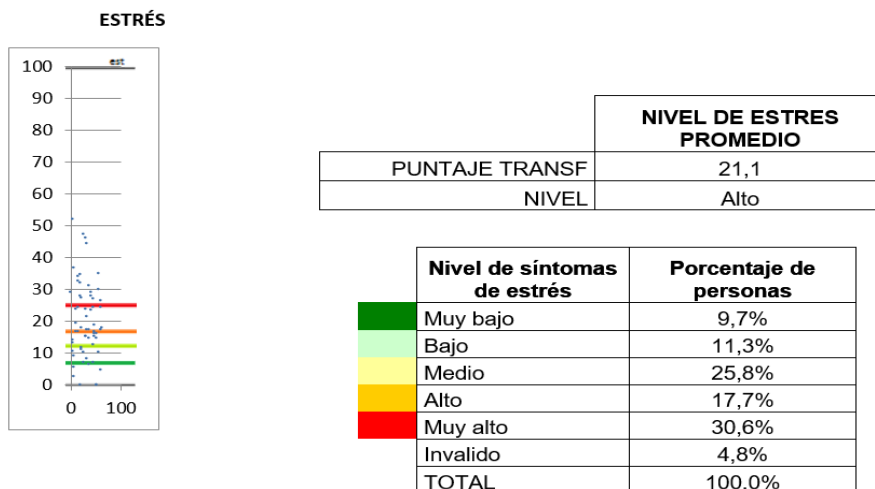 ESTRÉS
est
100
90
80
70
60
50
40
30
20
10
0
0 100
NIVEL DE ESTRES
PROMEDIO
PUNTAJE TRANSF 21,1
NIVEL Alto
Nivel de síntomas de estrés Porcentaje de personas
Muy bajo 9,7%
Bajo 11,3%
Medio 25,8%
Alto 17,7%
Muy alto 30,6%
Invalido 4,8%
TOTAL 100,0%